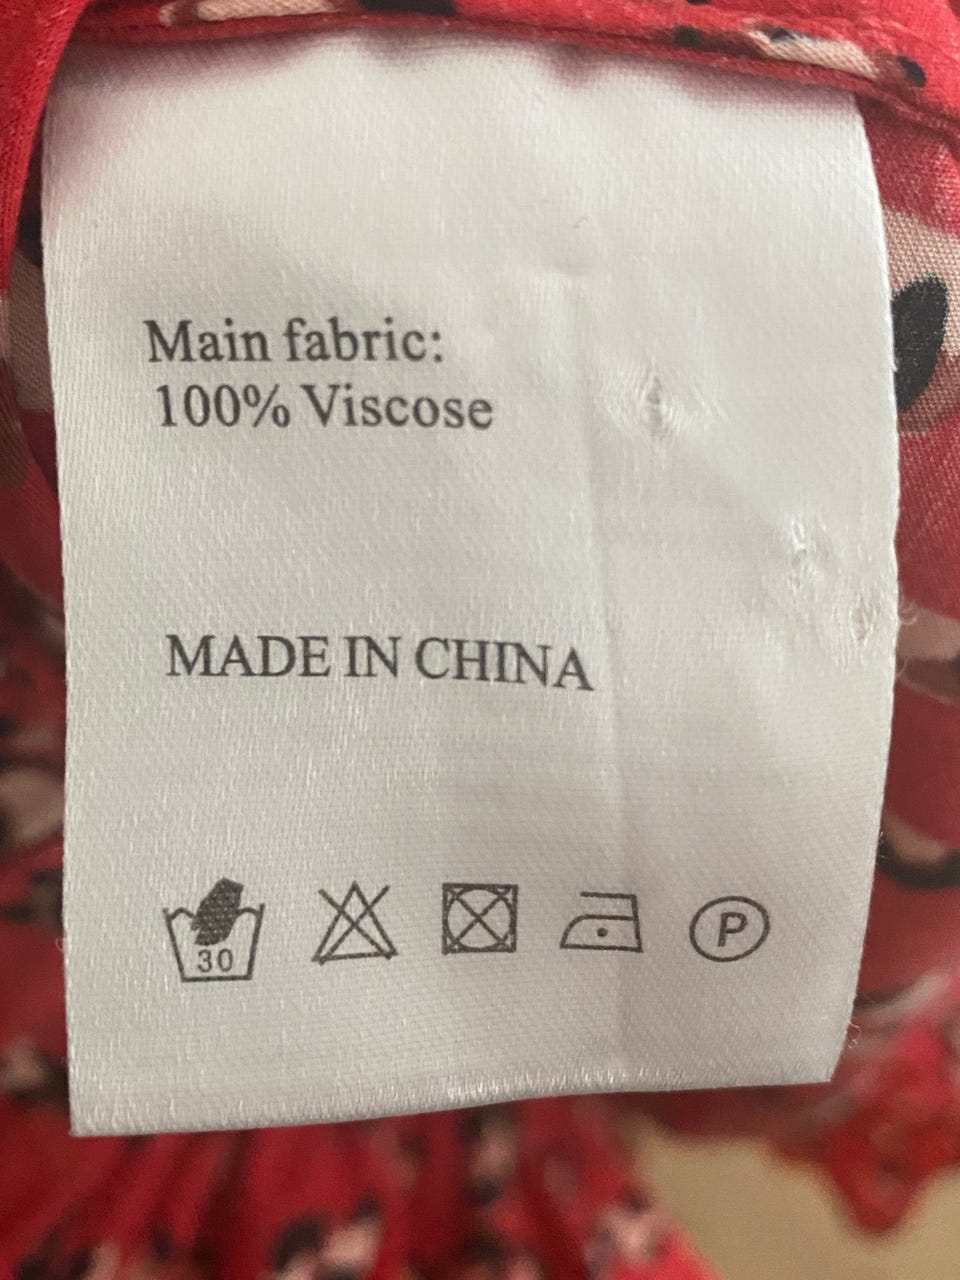 Main fabric:
100% Viscose
MADE IN CHINA
30
P